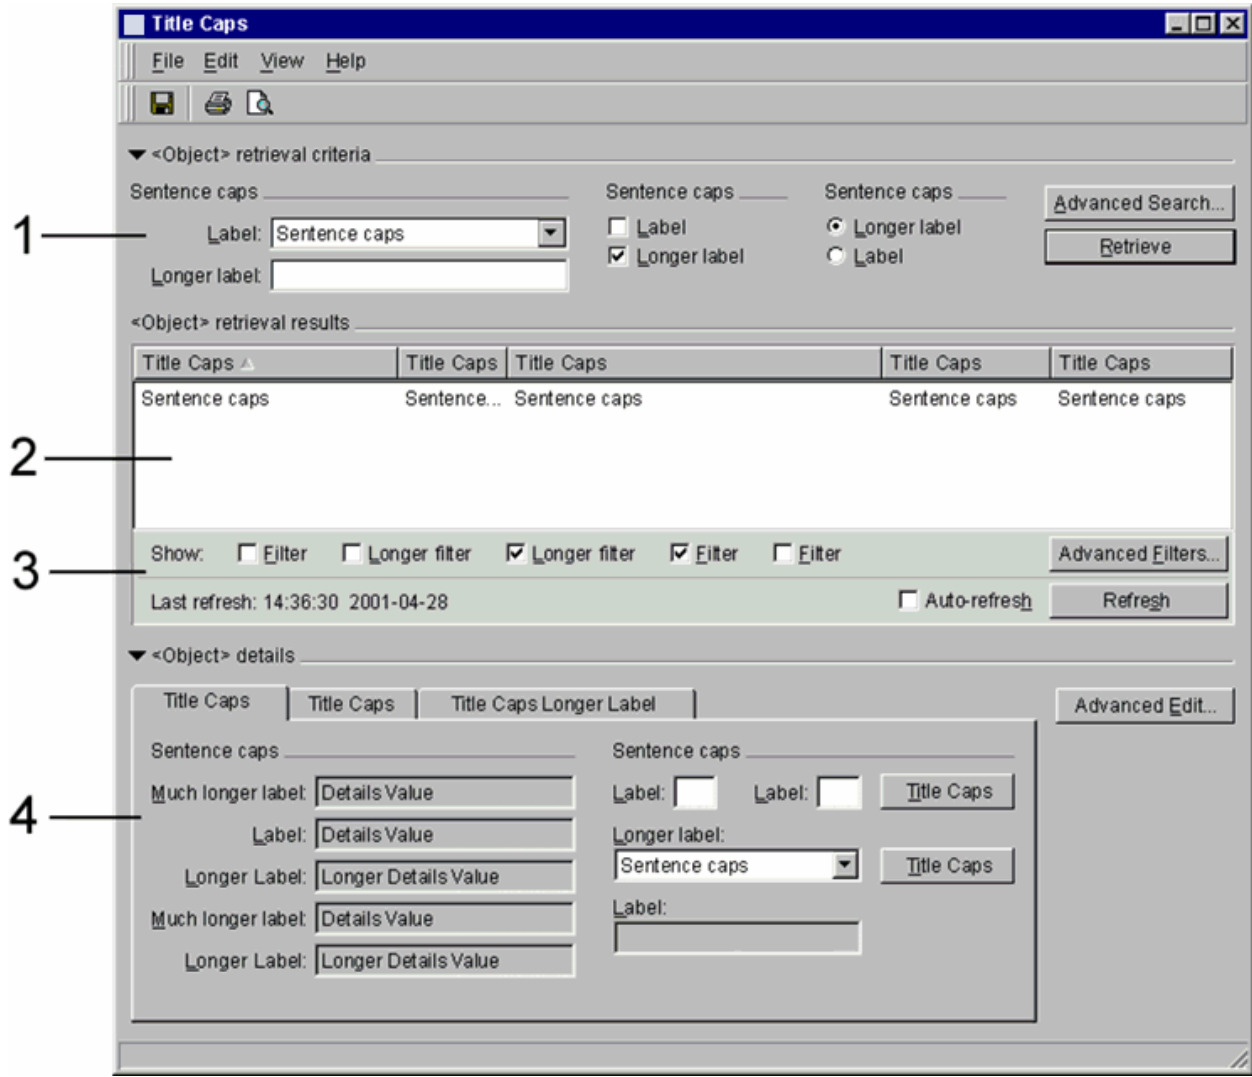 Title Caps
File Edit View Help
<Object> retrieval criteria
Sentence caps Sentence caps Sentence caps
Advanced Search...
1 Label: Sentence caps Label Longer label
Retrieve
Longer label: Longer label Label
<Object> retrieval results
Title Caps Title Caps Title Caps Title Caps Title Caps
Sentence caps Sentence... Sentence caps Sentence caps Sentence caps
2
Show: Filter Longer filter Longer filter Filter Filter Advanced Filters...
3
Last refresh: 14:36:30 2001-04-28 Auto-refresh Refresh
<Object> details
Title Caps Title Caps Title Caps Longer Label Advanced Edit...
Sentence caps Sentence caps
Much longer label: Details Value Label: Label: Title Caps
4
Label: Details Value Longer label:
Longer Label: Longer Details Value Sentence caps Title Caps
Much longer label: Details Value Label:
Longer Label: Longer Details Value